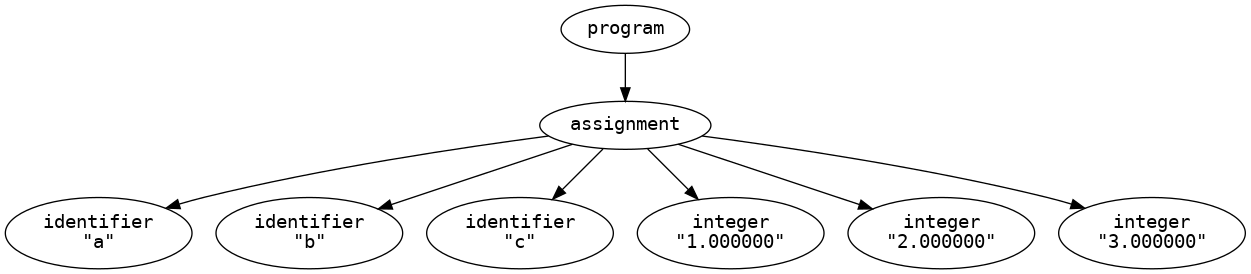 program
assignment
identifier
"a"
identifier
"b"
identifier
"c"
integer
"1.000000"
integer
"2.000000"
integer
"3.000000"